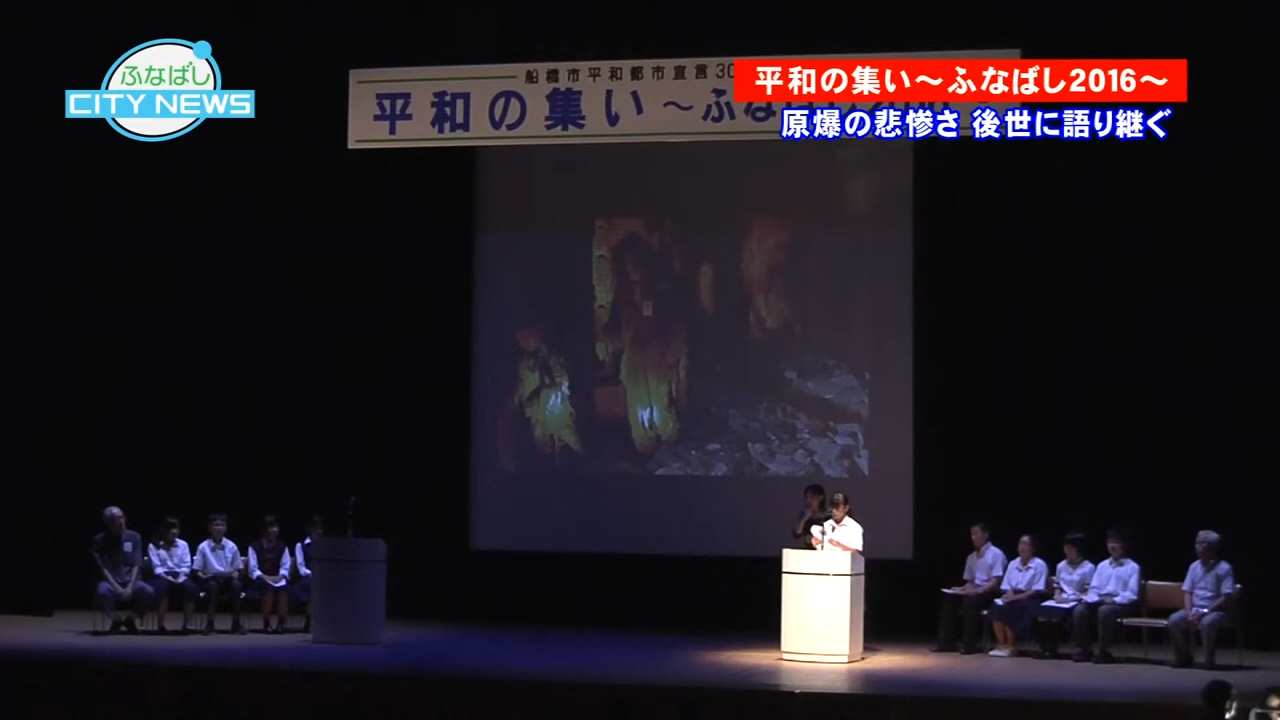 ふなばし
CITY NEWS
船橋市平和都市宣言30
平和の集い～ふなばし
平和の集い～ふなばし2016～
原爆の悲惨さ 後世に語り継ぐ